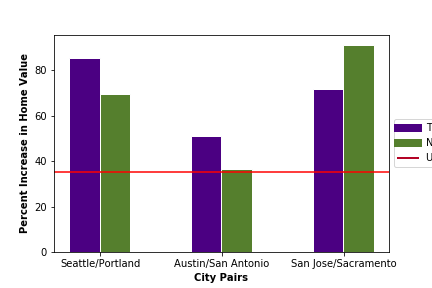 Percent Increase in Home Value
80
60
40
20
0
Seattle/Portland Austin/San Antonio San Jose/Sacramento
City Pairs
T
N
U